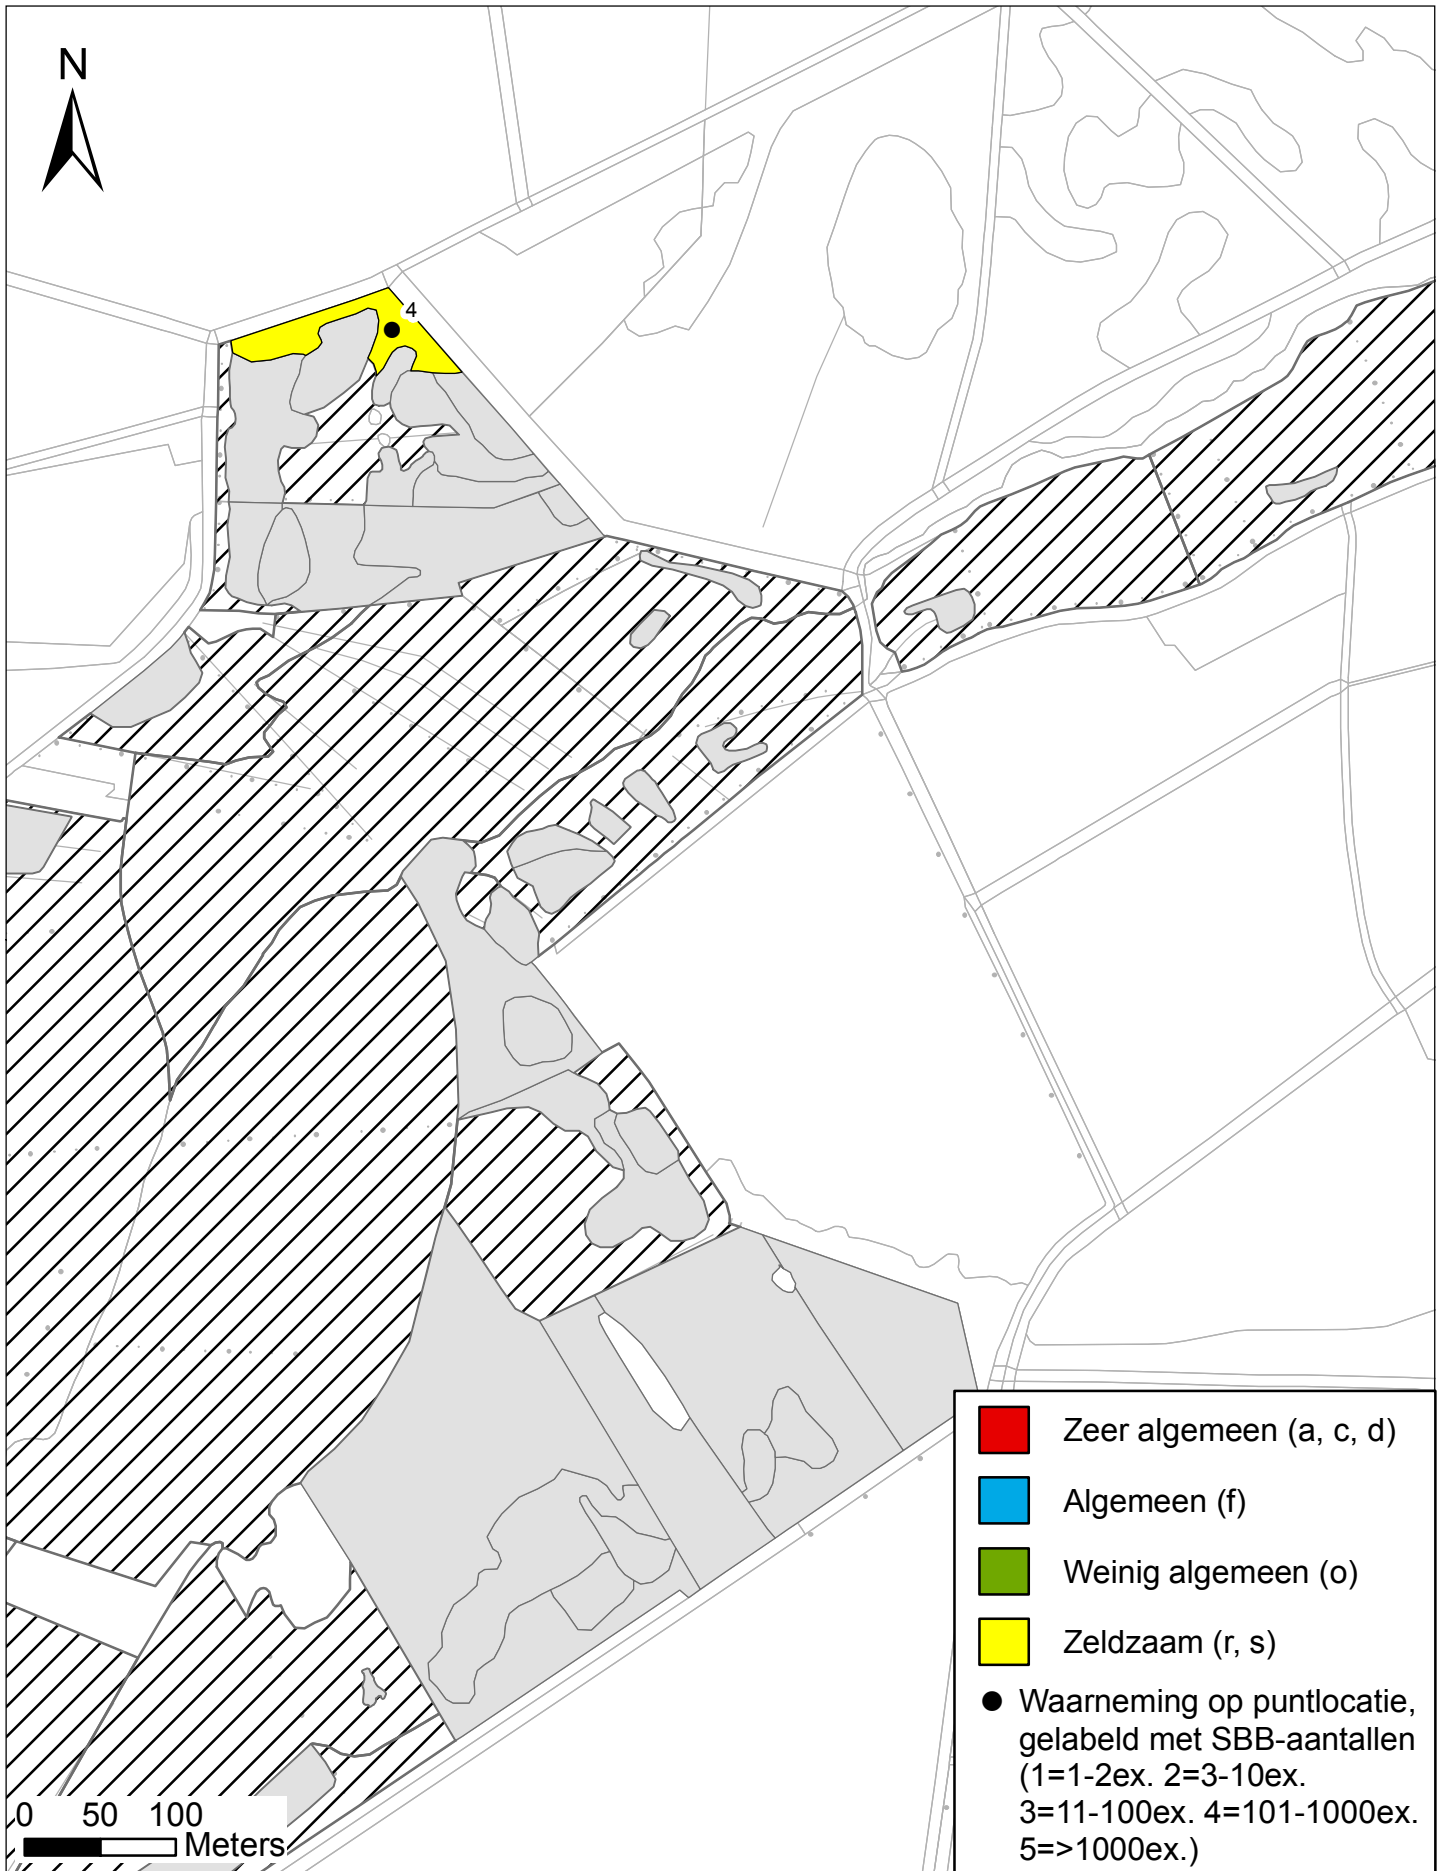 N
4
Zeer algemeen (a, c, d)
Algemeen (f)
Weinig algemeen (o)
Zeldzaam (r, s)
Waarneming op puntlocatie,
gelabeld met SBB-aantallen
(1=1-2ex. 2=3-10ex.
3=11-100ex. 4=101-1000ex.
5=>1000ex.)
0 50 100
Meters